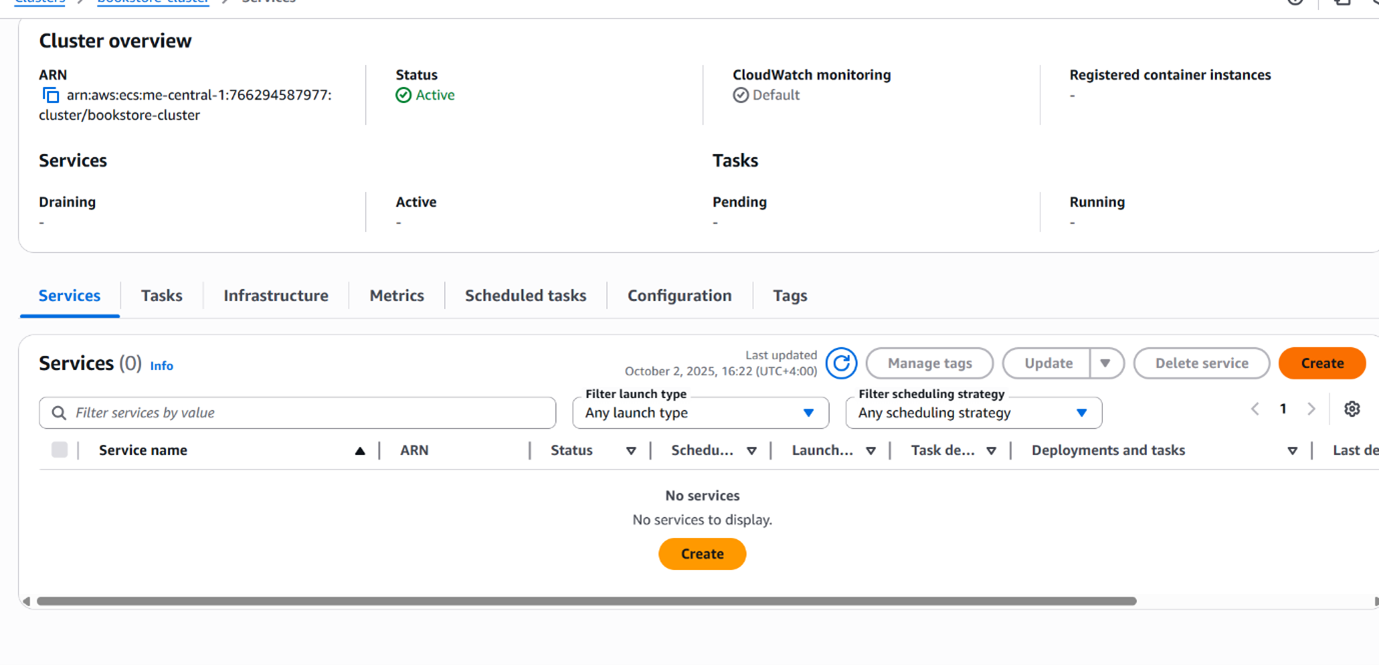 Clusters bookstore-cluster Services
Cluster overview
ARN
arn:aws:ecs:me-central-1:766294587977:
cluster/bookstore-cluster
Status
Active
CloudWatch monitoring
Default
Registered container instances
-
Services
Tasks
Draining
-
Active
-
Pending
-
Running
-
Services Tasks Infrastructure Metrics Scheduled tasks Configuration Tags
Services (0) Info
Last updated
October 2, 2025, 16:22 (UTC+4:00)
Manage tags Update Delete service Create
Filter services by value
Filter launch type
Any launch type
Filter scheduling strategy
Any scheduling strategy
1
Service name ARN Status Schedu... Launch... Task de... Deployments and tasks Last de
No services
No services to display.
Create